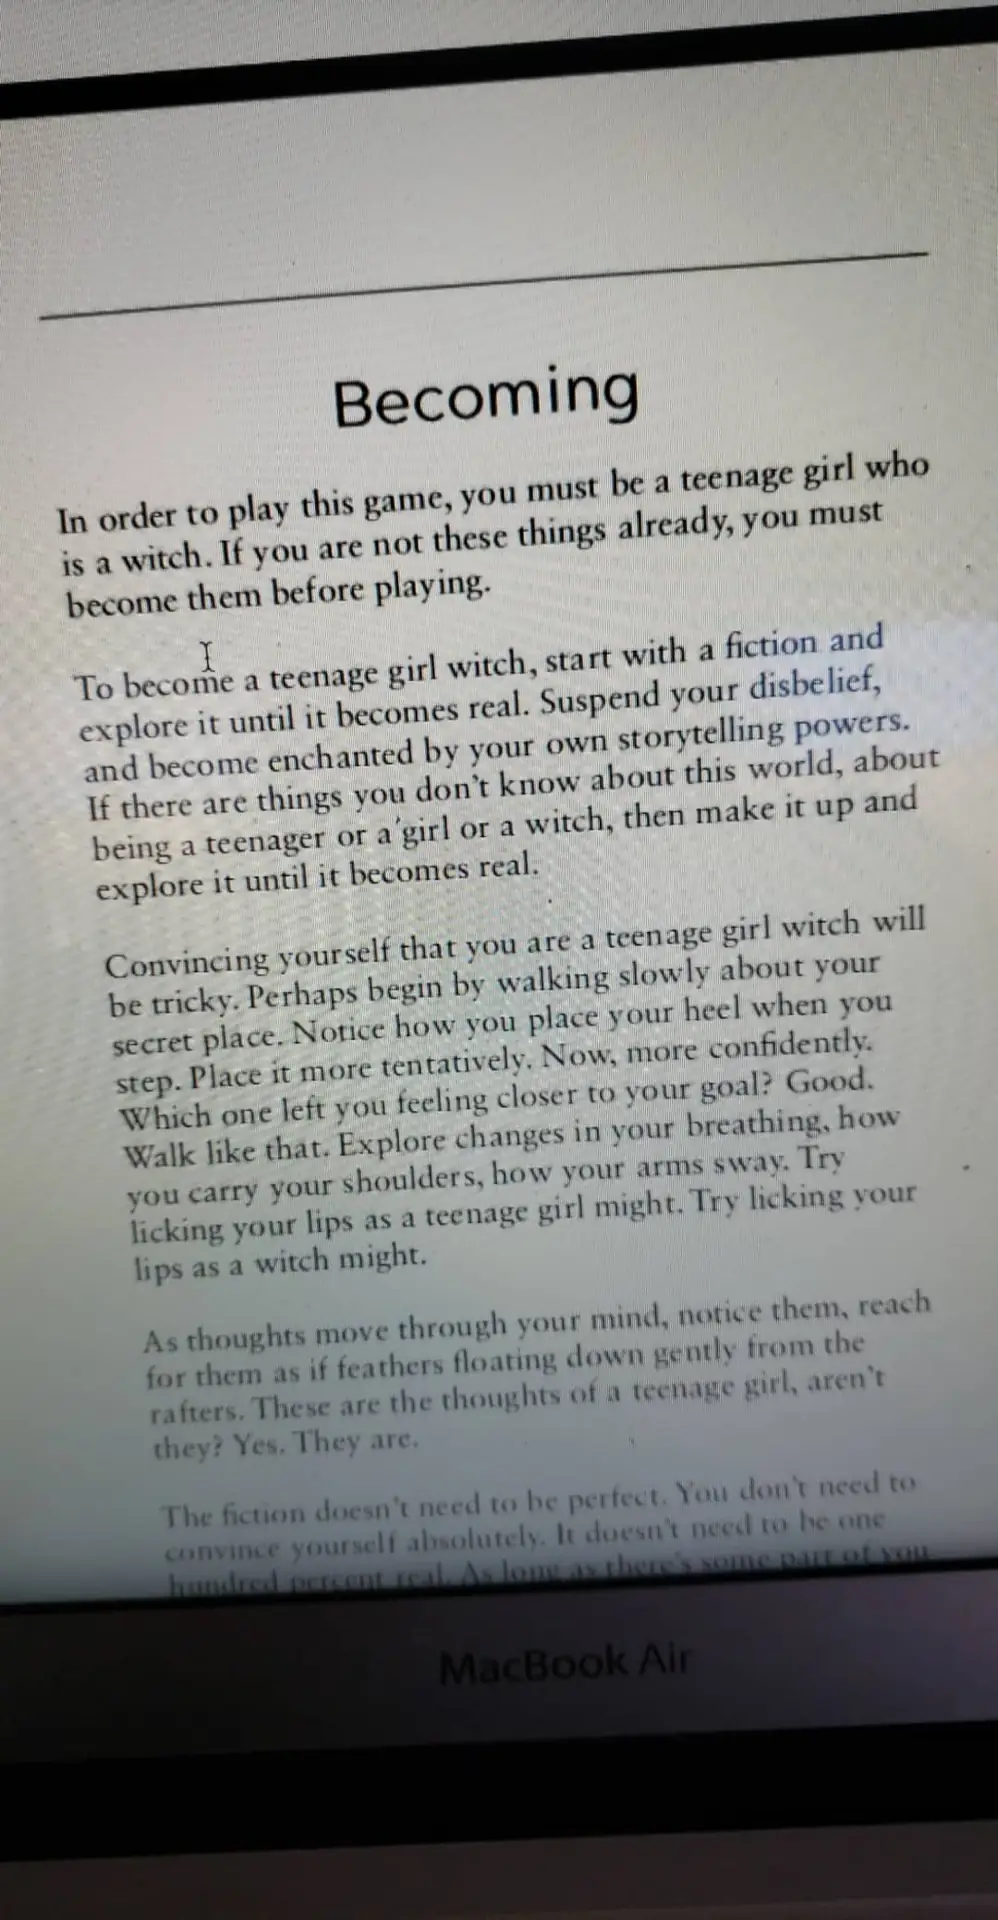 Becoming
In order to play this game, you must be a teenage girl who
is a witch. If you are not these things already, you must
become them before playing.
To become a teenage girl witch, start with a fiction and
explore it until it becomes real. Suspend your disbelief,
and become enchanted by your own storytelling powers.
If there are things you don't know about this world, about
being a teenager or a girl or a witch, then make it up and
explore it until it becomes real.
Convincing yourself that you are a teenage girl witch will
be tricky. Perhaps begin by walking slowly about your
secret place. Notice how you place your heel when you
step. Place it more tentatively. Now, more confidently.
Which one left you feeling closer to your goal? Good.
Walk like that. Explore changes in your breathing, how
you carry your shoulders, how your arms sway. Try
licking your lips as a teenage girl might. Try licking your
lips as a witch might.
As thoughts move through your mind, notice them, reach
for them as if feathers floating down gently from the
rafters. These are the thoughts of a teenage girl, aren't
they? Yes. They are.
The fiction doesn't need to be perfect. You don't need to
convince yourself absolutely. It doesn't need to be one
hundred percent real. As long as there's some part of you
MacBook Air